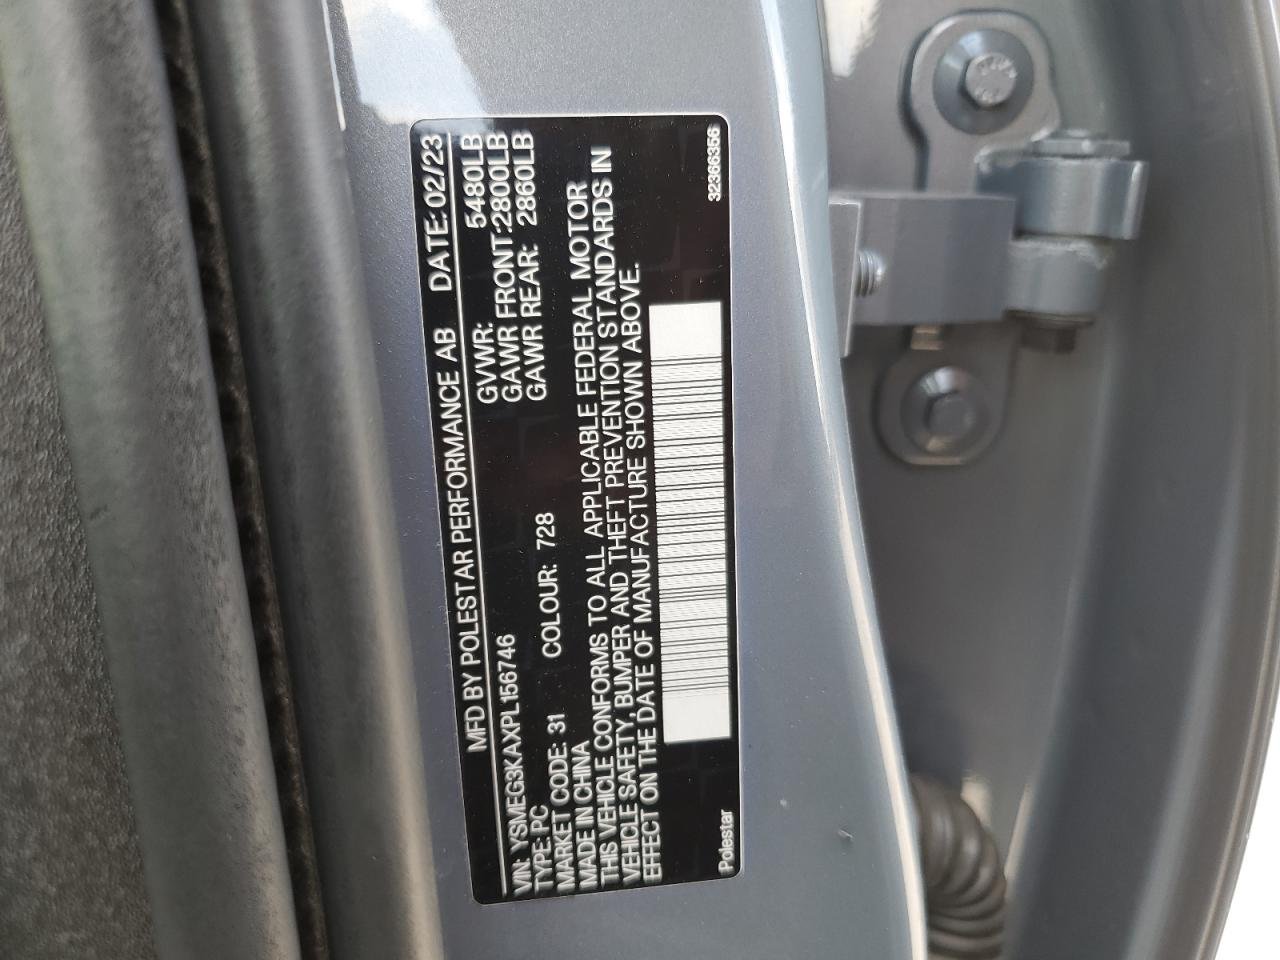 MFD BY POLESTAR PERFORMANCE AB DATE: 02/23
GVWR: 5480LB
GAWR FRONT: 2800LB
GAWR REAR: 2860LB
VIN: YSMEG3KAXPL156746
TYPE: PC
MARKET CODE: 31 COLOUR: 728
MADE IN CHINA
THIS VEHICLE CONFORMS TO ALL APPLICABLE FEDERAL MOTOR
VEHICLE SAFETY, BUMPER AND THEFT PREVENTION STANDARDS IN
EFFECT ON THE DATE OF MANUFACTURE SHOWN ABOVE.
Polestar 32366356